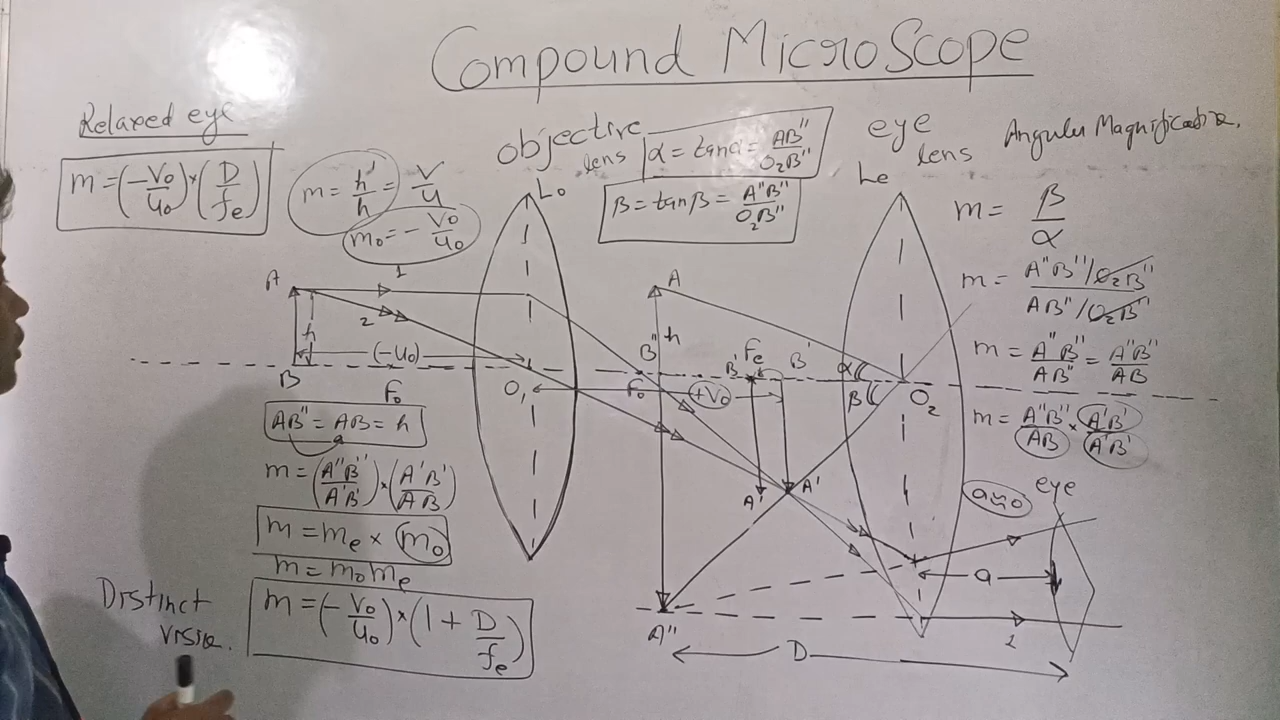 Compound MicroScope
Relaxed eye
m = (-V₀/u₀) × (D/fₑ)
m = h'/h = V/u
m₀ = - V₀/u₀
objective lens
L₀
α = tanα = AB''/O₂B''
β = tanβ = A''B''/O₂B''
eye lens
Le
Angular Magnification.
m = β/α
m = A''B''/O₂B'' / AB''/O₂B''
m = A''B''/AB'' = A''B''/AB
m = A''B''/AB × A'B'/A'B'
A
1
2
h
(-u₀)
B
F₀
O₁
A
h
B''
F₀
+V₀
B'
Fe
B'
α
β
O₂
A'
A'
AB'' = AB = h
m = (A''B''/A'B') × (A'B'/AB)
m = mₑ × m₀
m = m₀mₑ
Distinct
m = (-V₀/u₀) × (1 + D/fₑ)
eye
a
A''
D